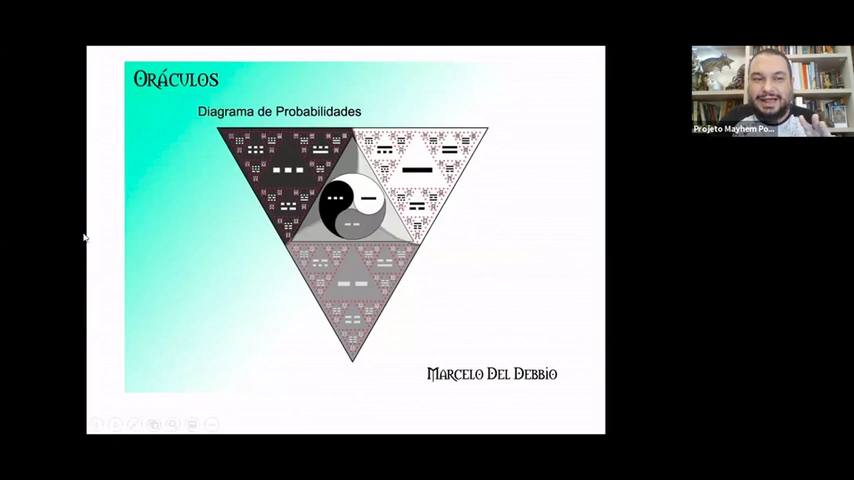 ORÁCULOS
Diagrama de Probabilidades
Projeto Mayhem Po...
MARCELO DEL DEBBIO